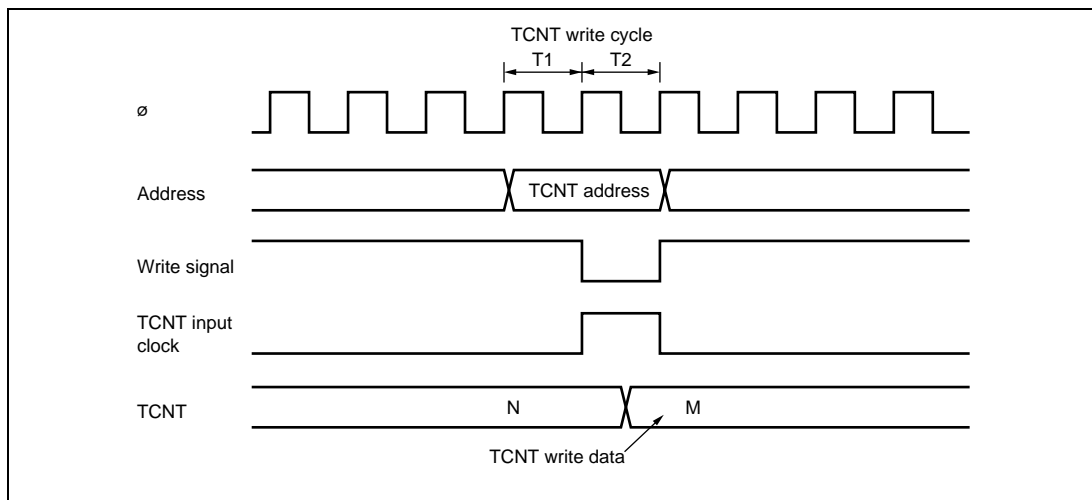 TCNT write cycle
T1 T2
ø
Address
TCNT address
Write signal
TCNT input
clock
TCNT
N M
TCNT write data